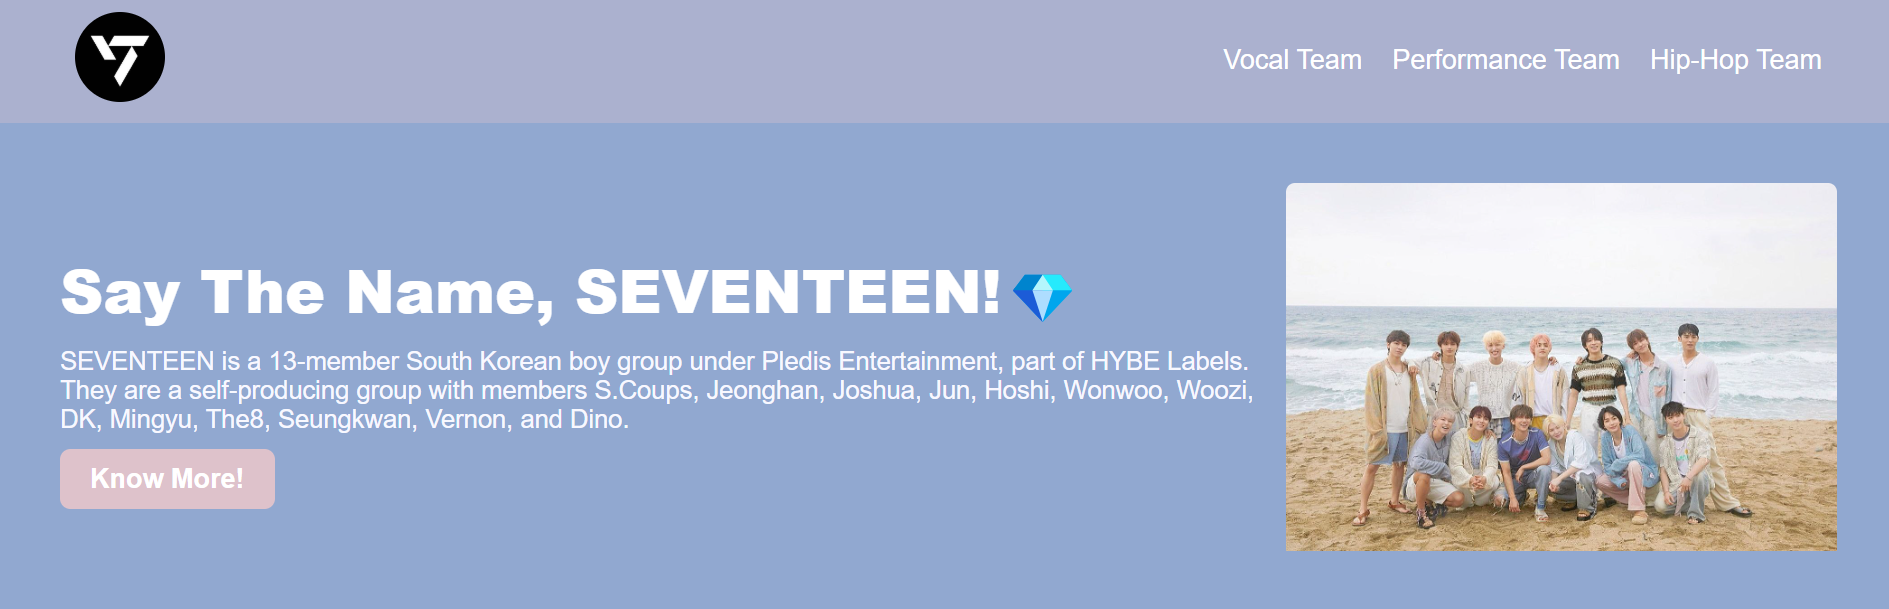 Vocal Team Performance Team Hip-Hop Team
Say The Name, SEVENTEEN!💎
SEVENTEEN is a 13-member South Korean boy group under Pledis Entertainment, part of HYBE Labels.
They are a self-producing group with members S.Coups, Jeonghan, Joshua, Jun, Hoshi, Wonwoo, Woozi,
DK, Mingyu, The8, Seungkwan, Vernon, and Dino.
Know More!